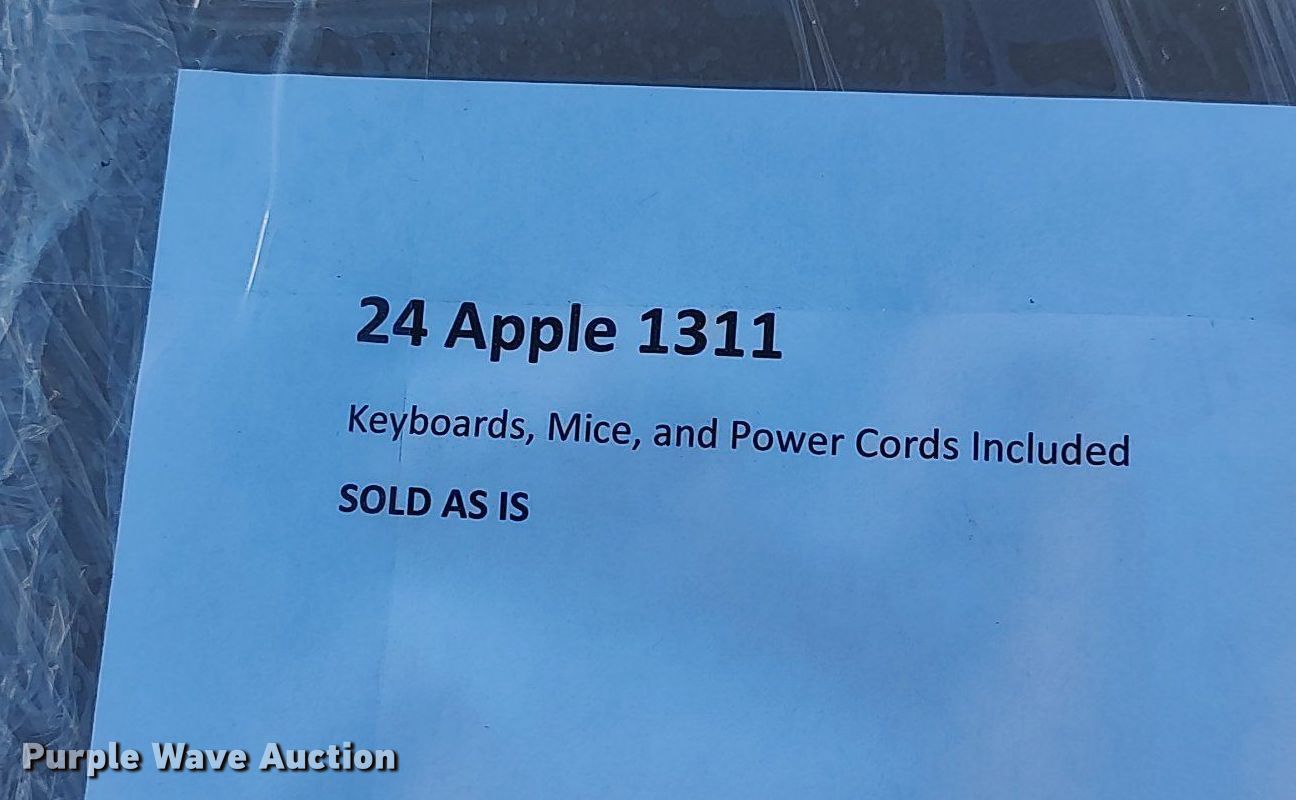 24 Apple 1311
Keyboards, Mice, and Power Cords Included
SOLD AS IS
Purple Wave Auction